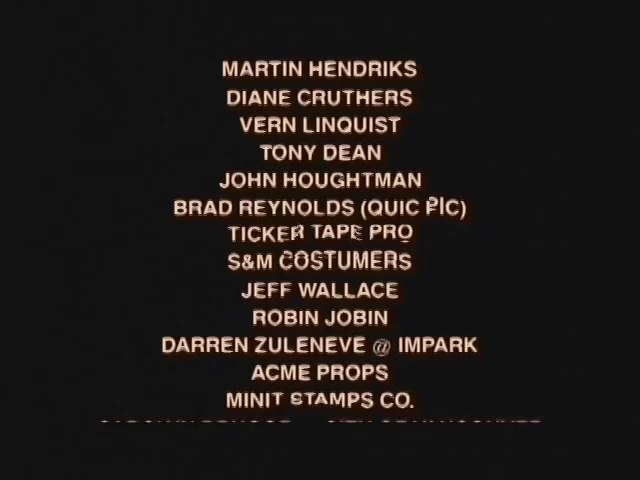 MARTIN HENDRIKS
DIANE CRUTHERS
VERN LINQUIST
TONY DEAN
JOHN HOUGHTMAN
BRAD REYNOLDS (QUIC PIC)
TICKER TAPE PRO
S&M COSTUMERS
JEFF WALLACE
ROBIN JOBIN
DARREN ZULENEVE @ IMPARK
ACME PROPS
MINIT STAMPS CO.